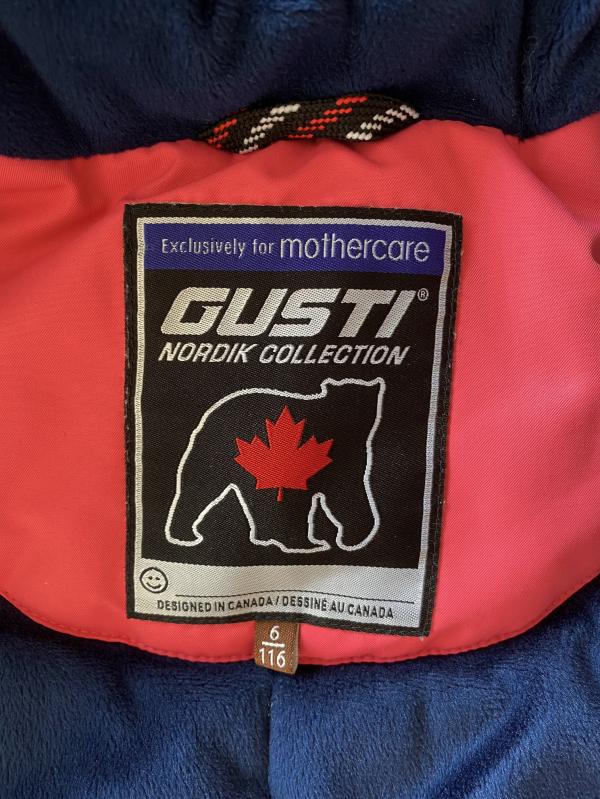 Exclusively for mothercare
GUSTI®
NORDIK COLLECTION
DESIGNED IN CANADA / DESSINÉ AU CANADA
6
116